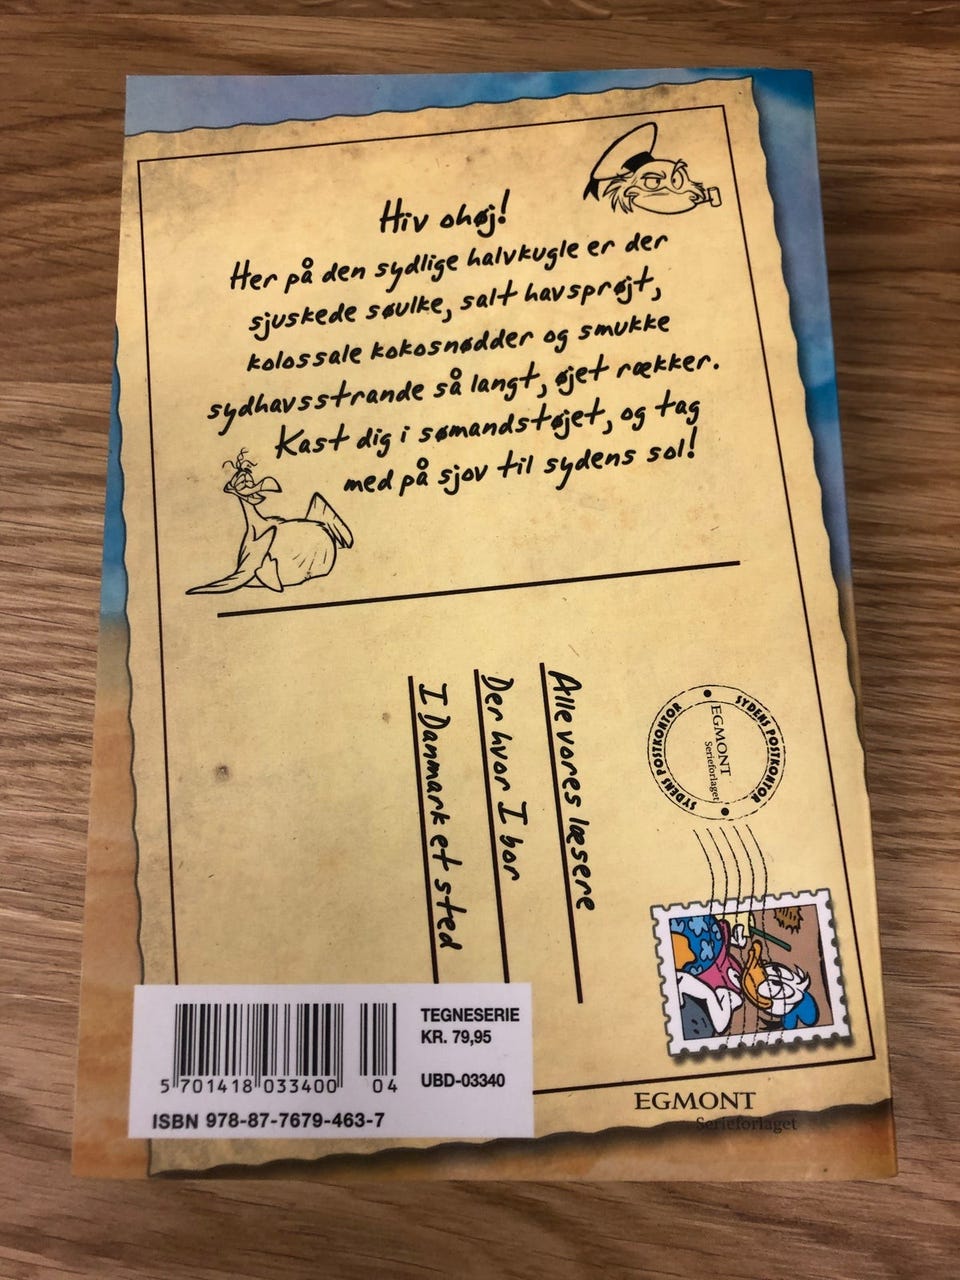 Hiv ohøj!
Her på den sydlige halvkugle er der
sjuskede søulke, salt havsprøjt,
kolossale kokosnødder og smukke
sydhavsstrande så langt, øjet rækker.
Kast dig i sømandstøjet, og tag
med på sjov til sydens sol!
Alle vores læsere
Der hvor I bor
I Danmark et sted
SYDENS POSTKONTOR
EGMONT
Serieforlaget
SYDENS POSTKONTOR
TEGNESERIE
KR. 79,95
UBD-03340
5 701418 033400 04
ISBN 978-87-7679-463-7
EGMONT
Serieforlaget